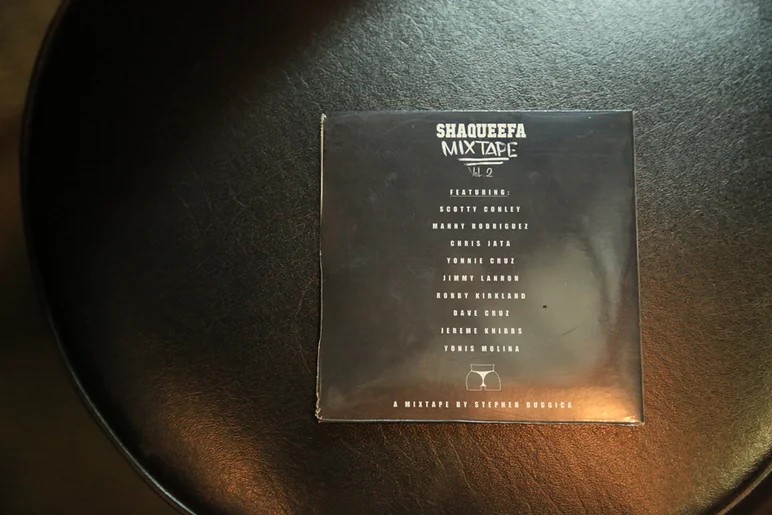 SHAQUEEFA
MIXTAPE
Vol. 2
FEATURING:
SCOTTY CONLEY
MANNY RODRIGUEZ
CHRIS JATA
YONNIE CRUZ
JIMMY LANNON
ROBBY KIRKLAND
DAVE CRUZ
JEREME KNIBBS
YONIS MOLINA
A MIXTAPE BY STEPHEN BUGGICA